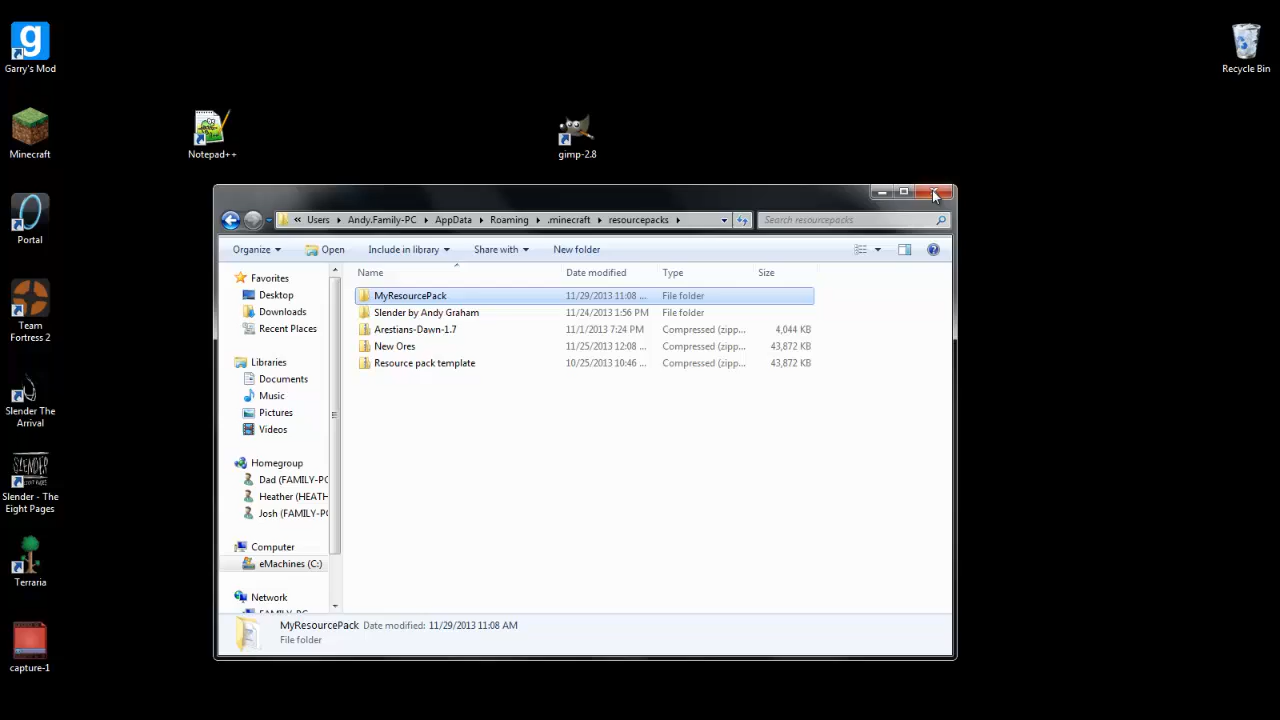 Garry's Mod
Recycle Bin
Minecraft
Notepad++
gimp-2.8
Portal
Team
Fortress 2
Slender The
Arrival
Slender - The
Eight Pages
Terraria
capture-1
« Users Andy.Family-PC AppData Roaming .minecraft resourcepacks
Search resourcepacks
Organize Open Include in library Share with New folder
Name Date modified Type Size
MyResourcePack 11/29/2013 11:08 ... File folder
Slender by Andy Graham 11/24/2013 1:56 PM File folder
Arestians-Dawn-1.7 11/1/2013 7:24 PM Compressed (zipp... 4,044 KB
New Ores 11/25/2013 12:08 ... Compressed (zipp... 43,872 KB
Resource pack template 10/25/2013 10:46 ... Compressed (zipp... 43,872 KB
Favorites
Desktop
Downloads
Recent Places
Libraries
Documents
Music
Pictures
Videos
Homegroup
Dad (FAMILY-PC
Heather (HEATH
Josh (FAMILY-PC
Computer
eMachines (C:)
Network
FAMILY-PC
MyResourcePack Date modified: 11/29/2013 11:08 AM
File folder